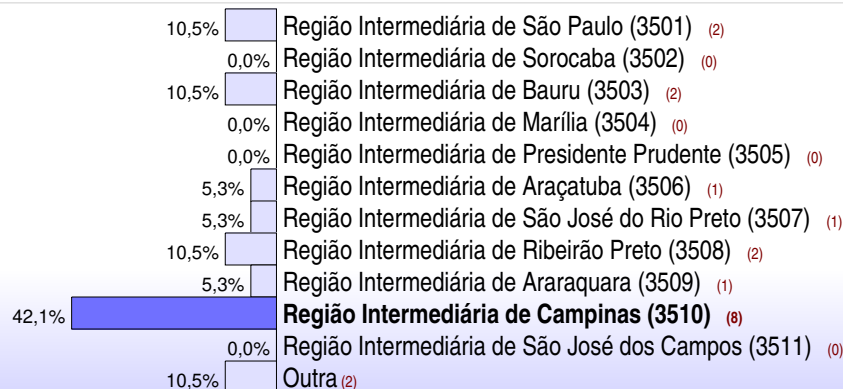 10,5% Região Intermediária de São Paulo (3501) (2)
0,0% Região Intermediária de Sorocaba (3502) (0)
10,5% Região Intermediária de Bauru (3503) (2)
0,0% Região Intermediária de Marília (3504) (0)
0,0% Região Intermediária de Presidente Prudente (3505) (0)
5,3% Região Intermediária de Araçatuba (3506) (1)
5,3% Região Intermediária de São José do Rio Preto (3507) (1)
10,5% Região Intermediária de Ribeirão Preto (3508) (2)
5,3% Região Intermediária de Araraquara (3509) (1)
42,1% Região Intermediária de Campinas (3510) (8)
0,0% Região Intermediária de São José dos Campos (3511) (0)
10,5% Outra (2)